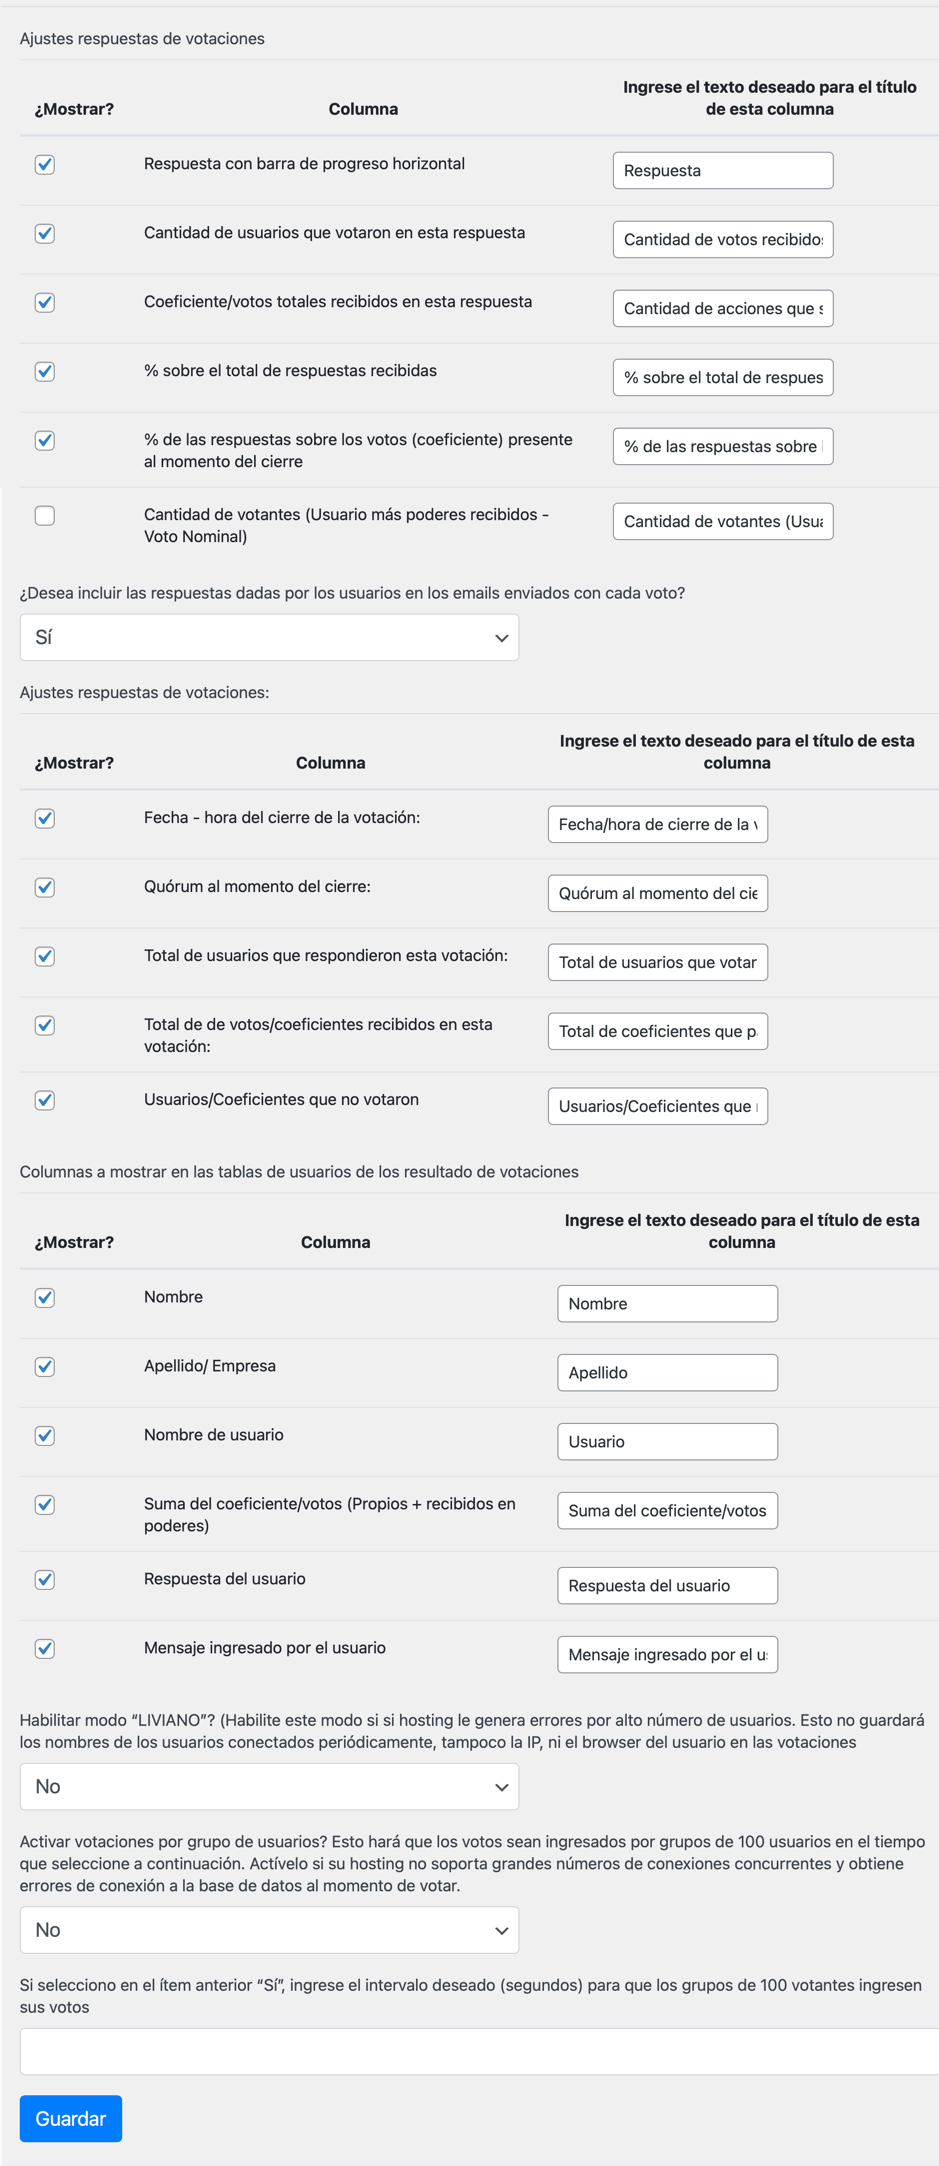 Ajustes respuestas de votaciones
¿Mostrar?
Columna
Ingrese el texto deseado para el título
de esta columna
Respuesta con barra de progreso horizontal
Respuesta
Cantidad de usuarios que votaron en esta respuesta
Cantidad de votos recibidos
Coeficiente/votos totales recibidos en esta respuesta
Cantidad de acciones que
% sobre el total de respuestas recibidas
% sobre el total de respues
% de las respuestas sobre los votos (coeficiente) presente
al momento del cierre
% de las respuestas sobre
Cantidad de votantes (Usuario más poderes recibidos -
Voto Nominal)
Cantidad de votantes (Usua
¿Desea incluir las respuestas dadas por los usuarios en los emails enviados con cada voto?
Sí
Ajustes respuestas de votaciones:
¿Mostrar?
Columna
Ingrese el texto deseado para el título de esta
columna
Fecha - hora del cierre de la votación:
Fecha/hora de cierre de la
Quórum al momento del cierre:
Quórum al momento del cie
Total de usuarios que respondieron esta votación:
Total de usuarios que votar
Total de de votos/coeficientes recibidos en esta
votación:
Total de coeficientes que p
Usuarios/Coeficientes que no votaron
Usuarios/Coeficientes que
Columnas a mostrar en las tablas de usuarios de los resultado de votaciones
¿Mostrar?
Columna
Ingrese el texto deseado para el título de esta
columna
Nombre
Nombre
Apellido/ Empresa
Apellido
Nombre de usuario
Usuario
Suma del coeficiente/votos (Propios + recibidos en
poderes)
Suma del coeficiente/votos
Respuesta del usuario
Respuesta del usuario
Mensaje ingresado por el usuario
Mensaje ingresado por el u
Habilitar modo “LIVIANO”? (Habilite este modo si si hosting le genera errores por alto número de usuarios. Esto no guardará
los nombres de los usuarios conectados periódicamente, tampoco la IP, ni el browser del usuario en las votaciones
No
Activar votaciones por grupo de usuarios? Esto hará que los votos sean ingresados por grupos de 100 usuarios en el tiempo
que seleccione a continuación. Actívelo si su hosting no soporta grandes números de conexiones concurrentes y obtiene
errores de conexión a la base de datos al momento de votar.
No
Si selecciono en el ítem anterior “Sí”, ingrese el intervalo deseado (segundos) para que los grupos de 100 votantes ingresen
sus votos
Guardar